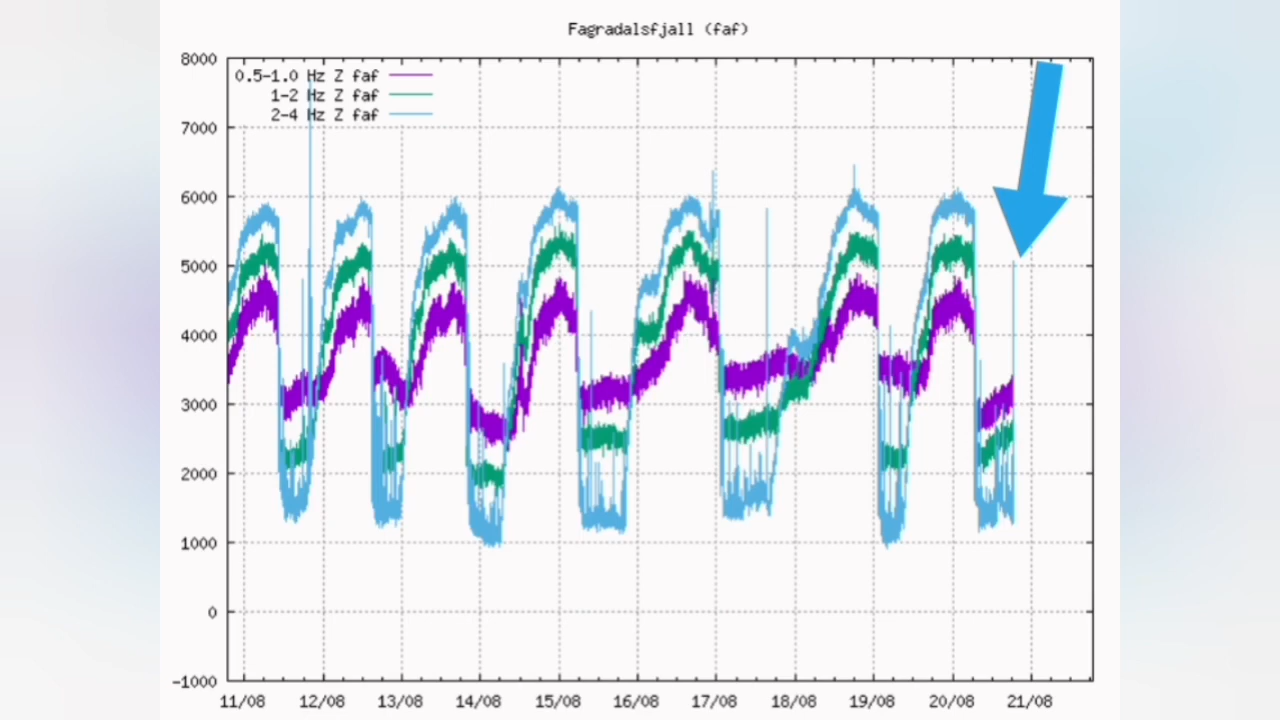 Fagradalsfjall (faf)
8000
0.5-1.0 Hz Z faf
1-2 Hz Z faf
2-4 Hz Z faf
7000
6000
5000
4000
3000
2000
1000
0
-1000
11/08 12/08 13/08 14/08 15/08 16/08 17/08 18/08 19/08 20/08 21/08